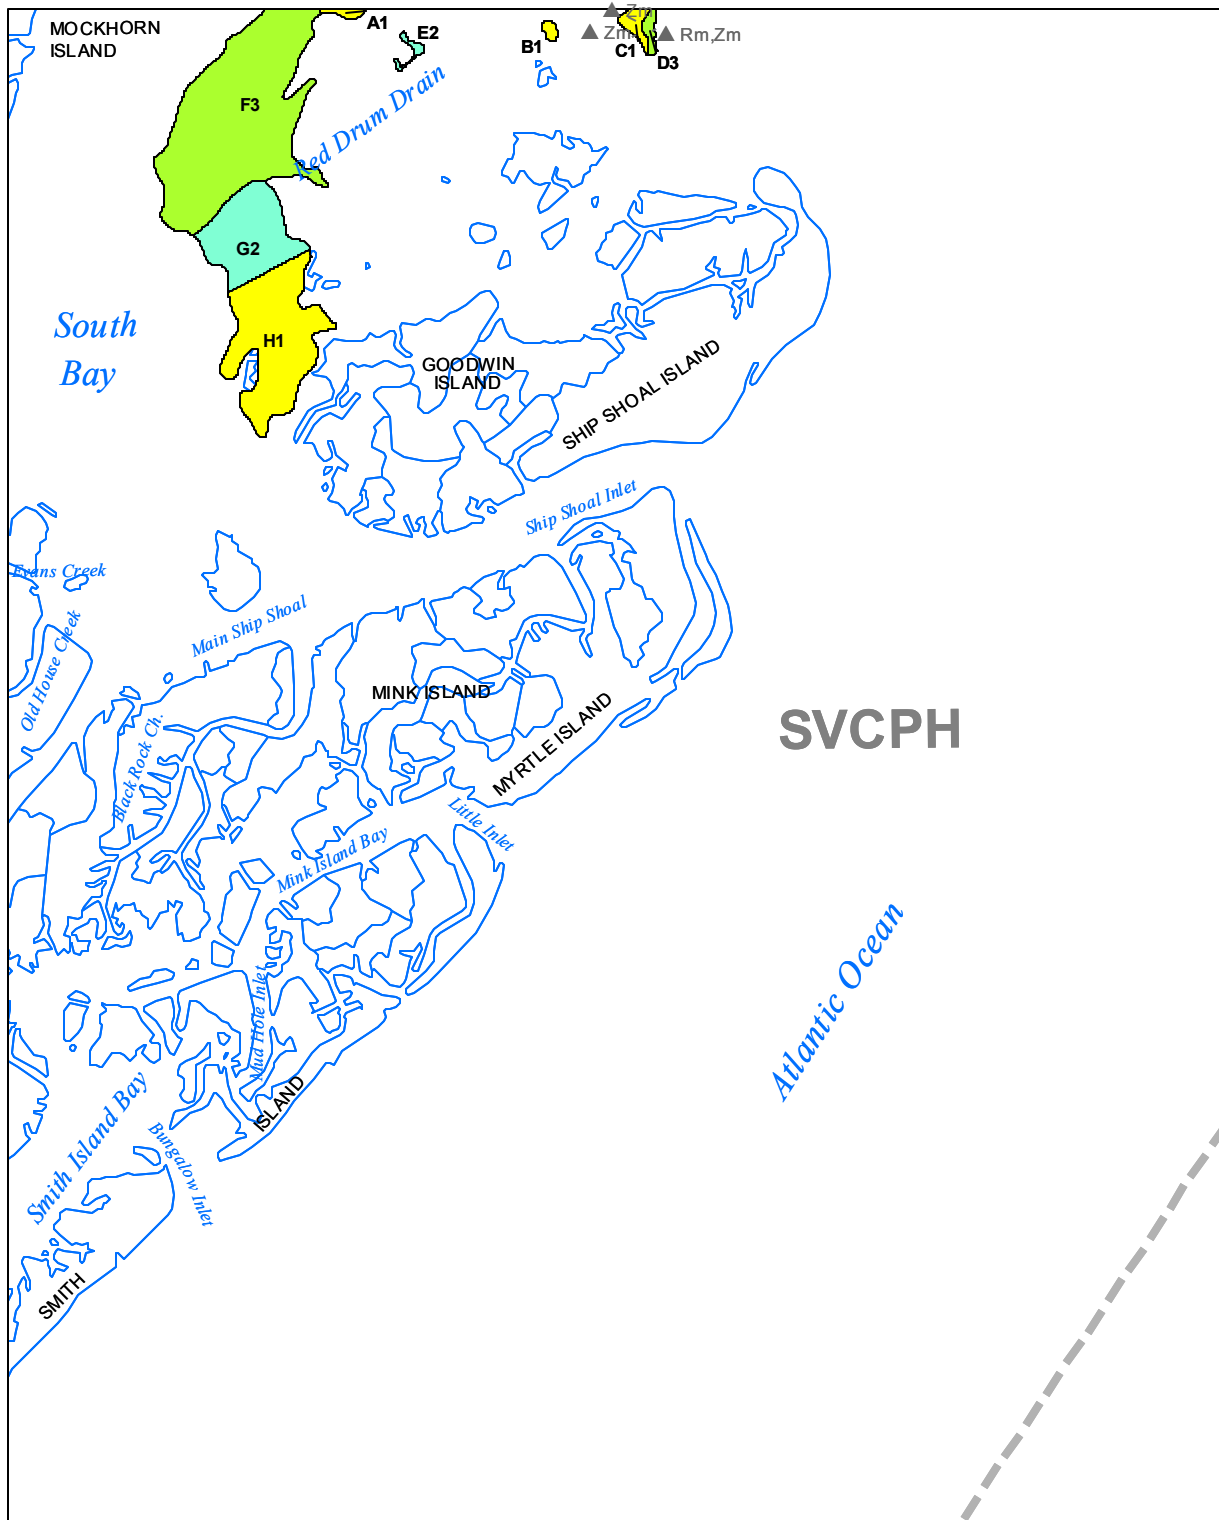 MOCKHORN
ISLAND
A1
E2
B1
Zm
Zm
C1
Rm,Zm
D3
F3
Red Drum Drain
G2
H1
South
Bay
GOODWIN
ISLAND
SHIP SHOAL ISLAND
Ship Shoal Inlet
Evans Creek
Old House Creek
Main Ship Shoal
Black Rock Ch.
MINK ISLAND
MYRTLE ISLAND
SVCPH
Little Inlet
Mink Island Bay
Mud Hole Inlet
Atlantic Ocean
ISLAND
Smith Island Bay
Bungalow Inlet
SMITH